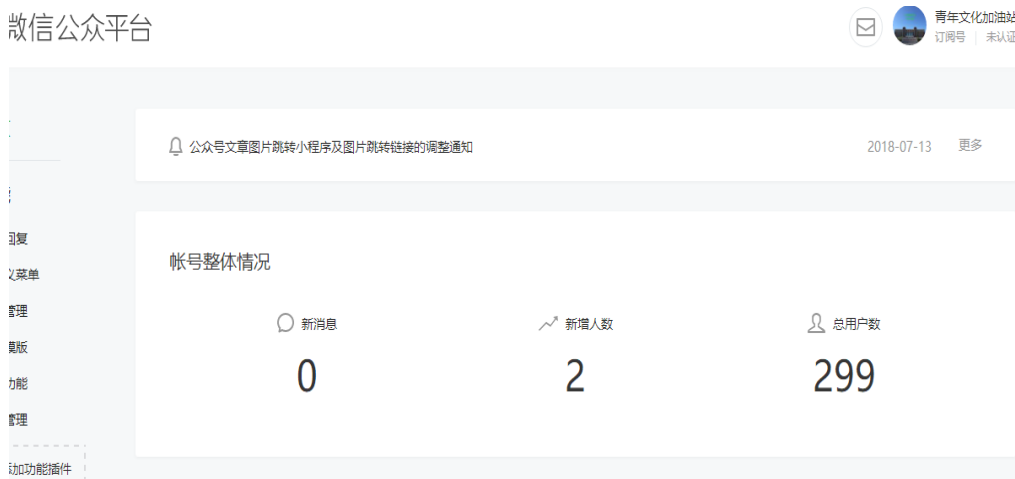 微信公众平台
青年文化加油站
订阅号 未认证
公众号文章图片跳转小程序及图片跳转链接的调整通知 2018-07-13 更多
帐号整体情况
回复
义菜单
管理
新消息 新增人数 总用户数
模版
0 2 299
功能
管理
添加功能插件